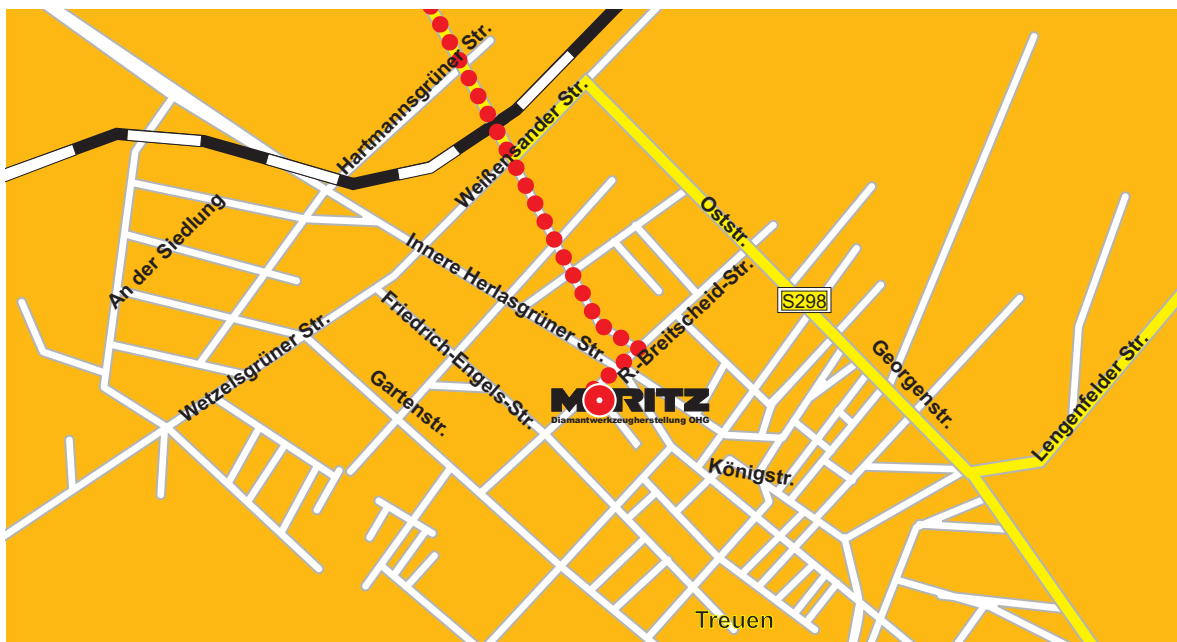 Hartmannsgrüner Str.
Weißensander Str.
An der Siedlung
Oststr.
Innere Herlasgrüner Str.
S298
Friedrich-Engels-Str.
R.-Breitscheid-Str.
Wetzelsgrüner Str.
Georgenstr.
Lengenfelder Str.
Gartenstr.
MORITZ
Diamantwerkzeugherstellung OHG
Königstr.
Treuen